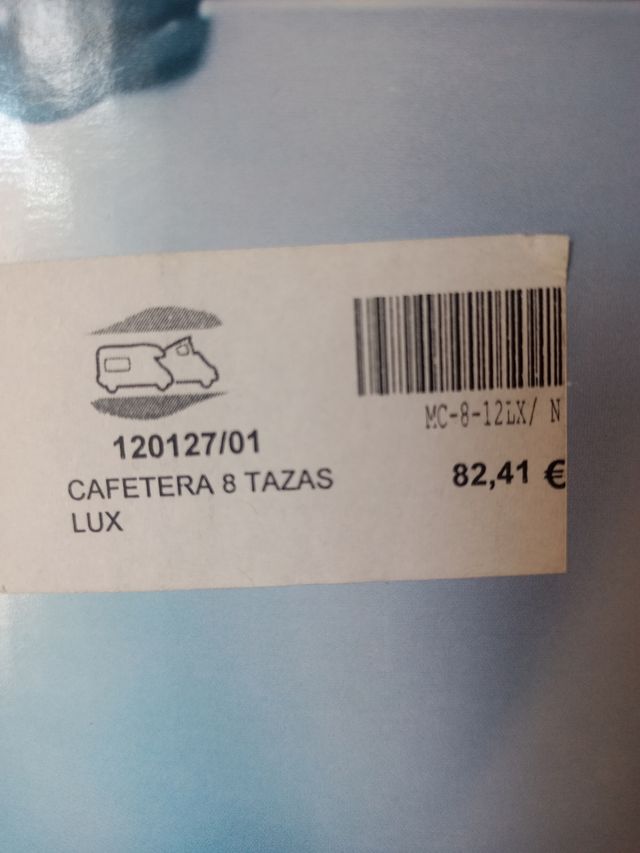 MC-8-12LX/ N
120127/01
82,41 €
CAFETERA 8 TAZAS
LUX